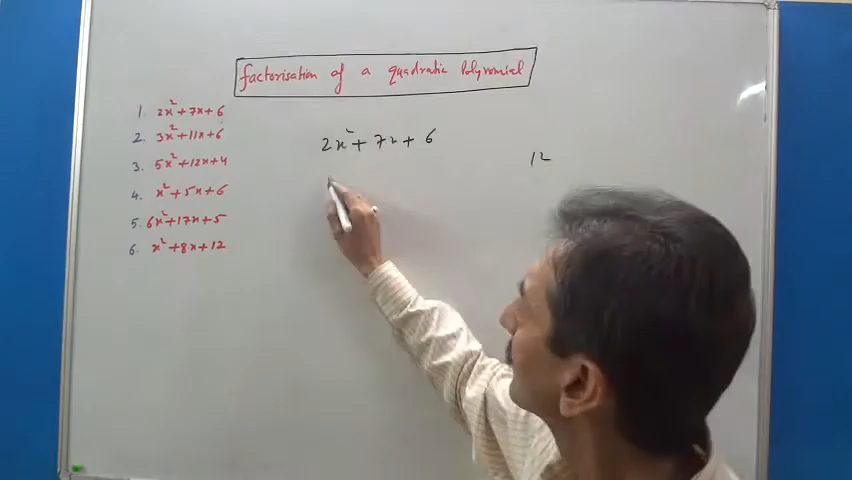 factorisation of a quadratic Polynomial
1. 2x²+7x+6
2. 3x²+11x+6
3. 5x²+12x+4
4. x²+5x+6
5. 6x²+17x+5
6. x²+8x+12
2x²+7x+6
12